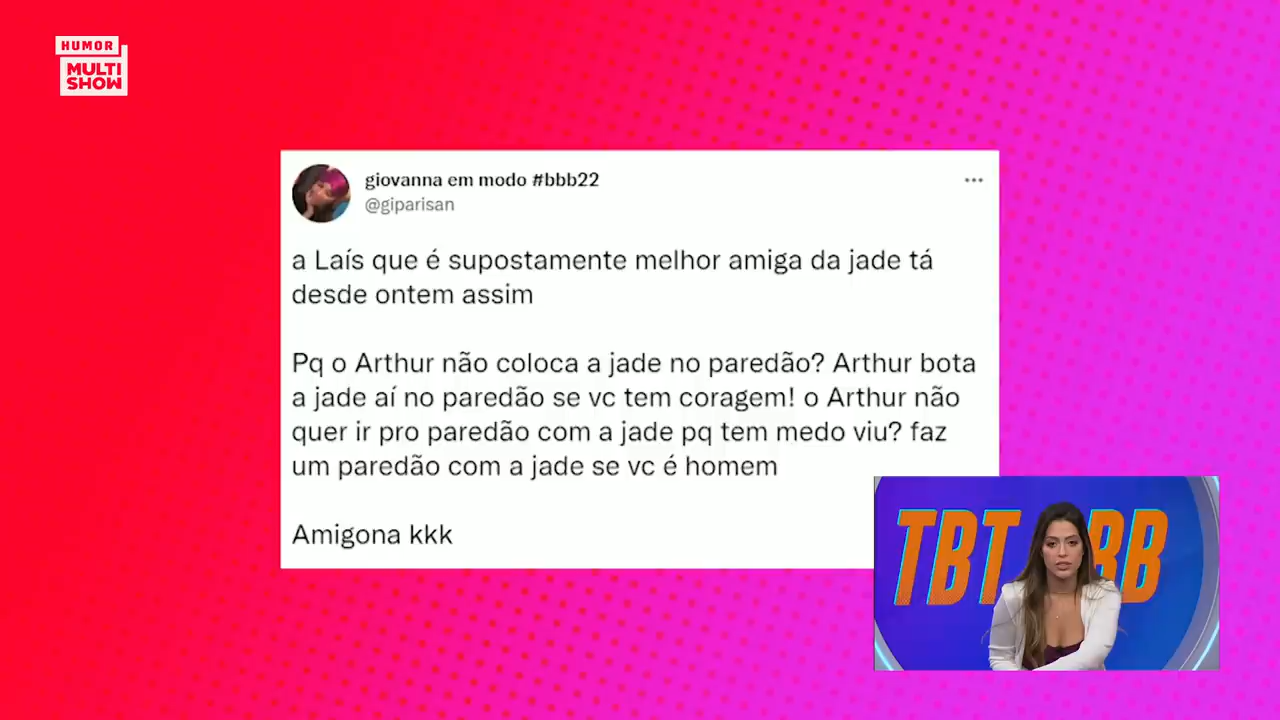 HUMOR
MULTI
SHOW
giovanna em modo #bbb22
@giparisan
a Laís que é supostamente melhor amiga da jade tá
desde ontem assim
Pq o Arthur não coloca a jade no paredão? Arthur bota
a jade aí no paredão se vc tem coragem! o Arthur não
quer ir pro paredão com a jade pq tem medo viu? faz
um paredão com a jade se vc é homem
Amigona kkk
TBT BB